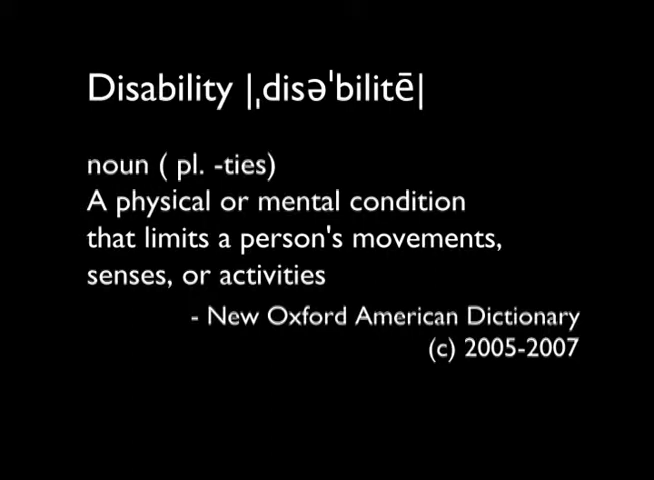 Disability |ˌdisəˈbilitē|
noun ( pl. -ties)
A physical or mental condition
that limits a person's movements,
senses, or activities
- New Oxford American Dictionary
(c) 2005-2007